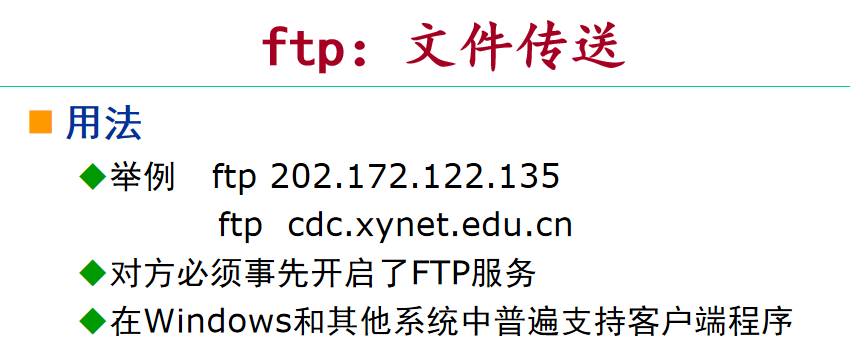 ftp: 文件传送
用法
举例 ftp 202.172.122.135
ftp cdc.xynet.edu.cn
对方必须事先开启了FTP服务
在Windows和其他系统中普遍支持客户端程序